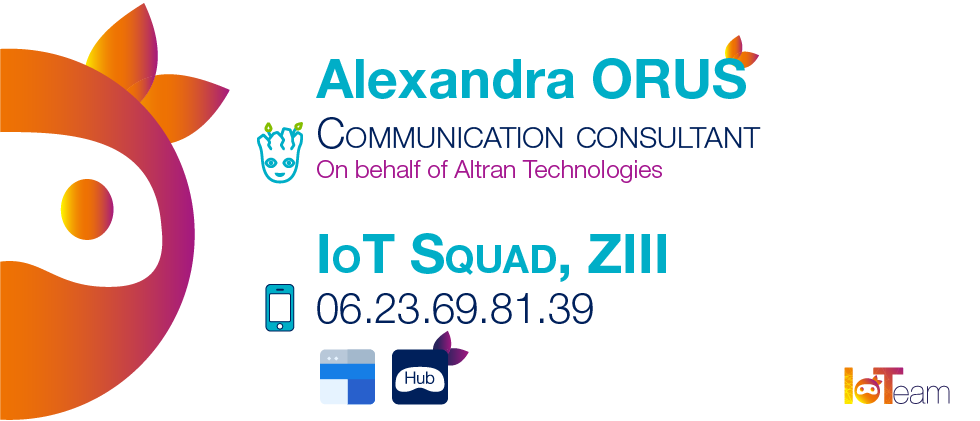 Alexandra ORUS
Communication consultant
On behalf of Altran Technologies
IoT Squad, ZIII
06.23.69.81.39
Hub
IoTeam